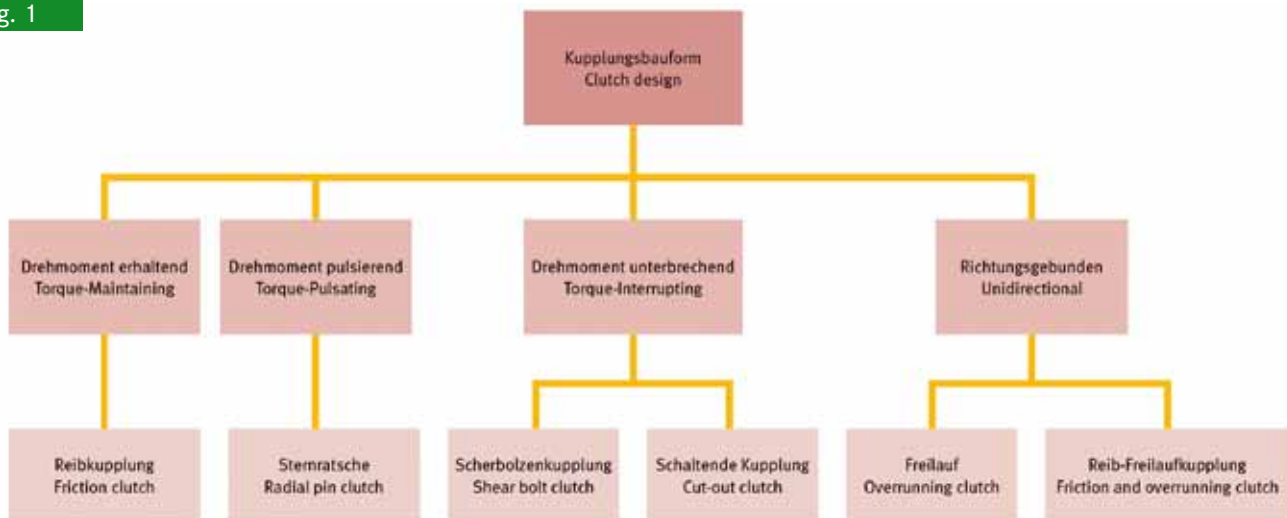 g. 1
Kupplungsbauform
Clutch design
Drehmoment erhaltend
Torque-Maintaining
Drehmoment pulsierend
Torque-Pulsating
Drehmoment unterbrechend
Torque-Interrupting
Richtungsgebunden
Unidirectional
Reibkupplung
Friction clutch
Sternratsche
Radial pin clutch
Scherbolzenkupplung
Shear bolt clutch
Schaltende Kupplung
Cut-out clutch
Freilauf
Overrunning clutch
Reib-Freilaufkupplung
Friction and overrunning clutch